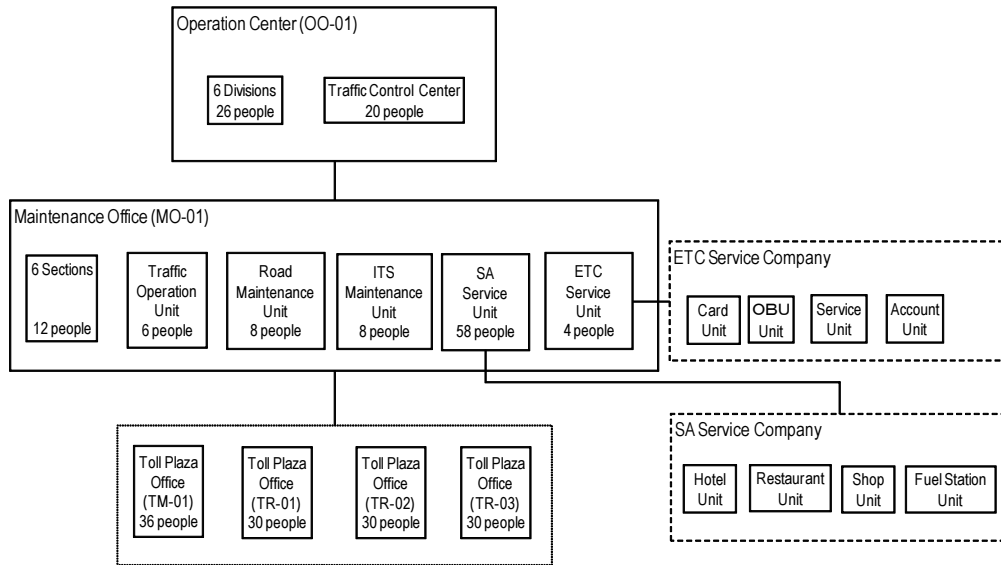 Operation Center (OO-01)
6 Divisions
26 people
Traffic Control Center
20 people
Maintenance Office (MO-01)
6 Sections
12 people
Traffic
Operation
Unit
6 people
Road
Maintenance
Unit
8 people
ITS
Maintenance
Unit
8 people
SA
Service
Unit
58 people
ETC
Service
Unit
4 people
ETC Service Company
Card
Unit
OBU
Unit
Service
Unit
Account
Unit
Toll Plaza
Office
(TM-01)
36 people
Toll Plaza
Office
(TR-01)
30 people
Toll Plaza
Office
(TR-02)
30 people
Toll Plaza
Office
(TR-03)
30 people
SA Service Company
Hotel
Unit
Restaurant
Unit
Shop
Unit
Fuel Station
Unit